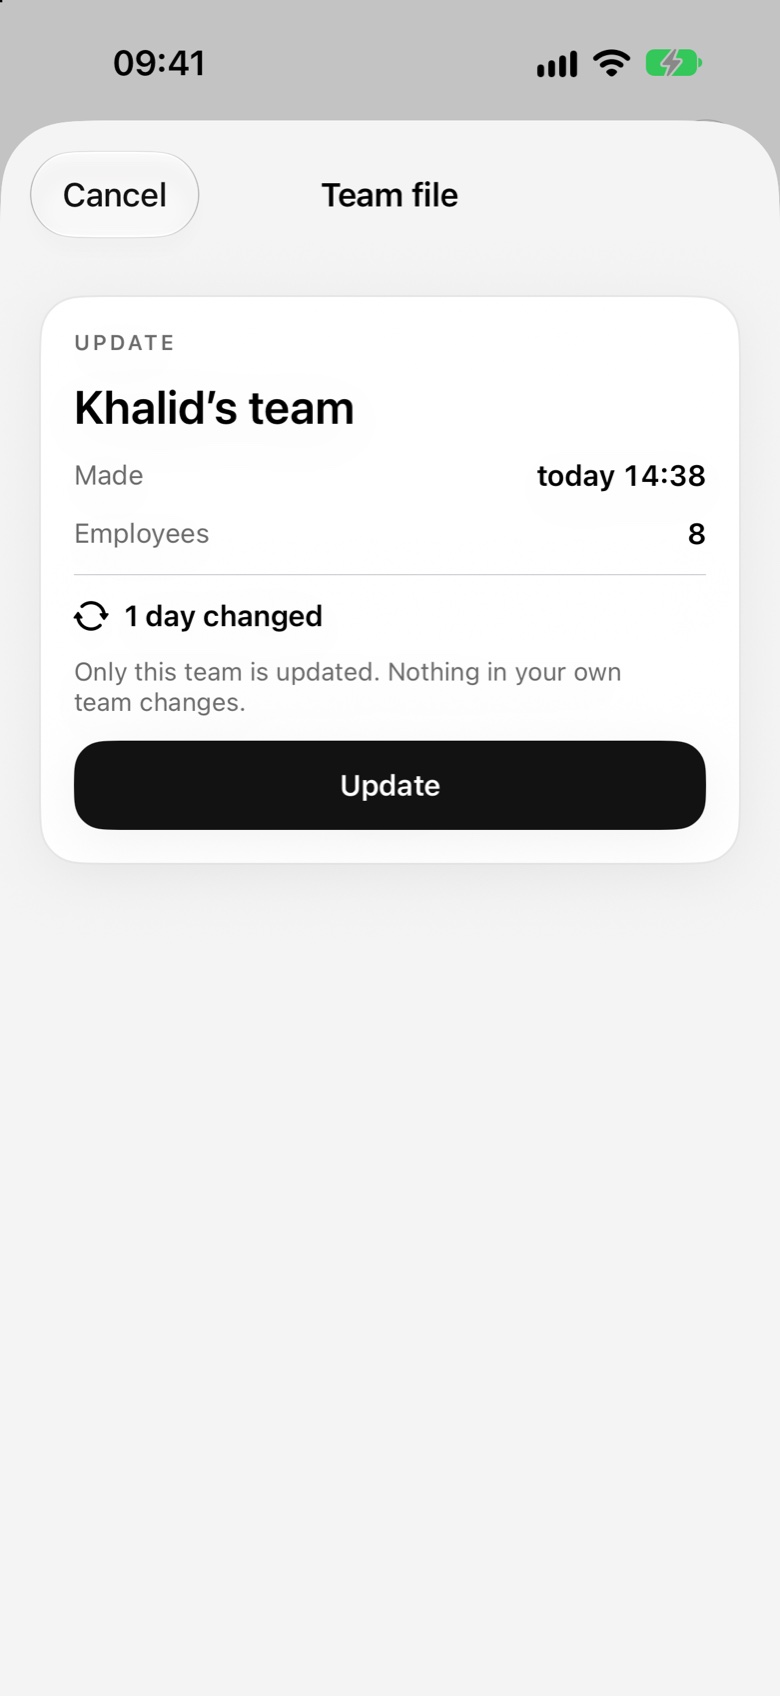 09:41
Cancel
Team file
UPDATE
Khalid’s team
Made
today 14:38
Employees
8
1 day changed
Only this team is updated. Nothing in your own
team changes.
Update